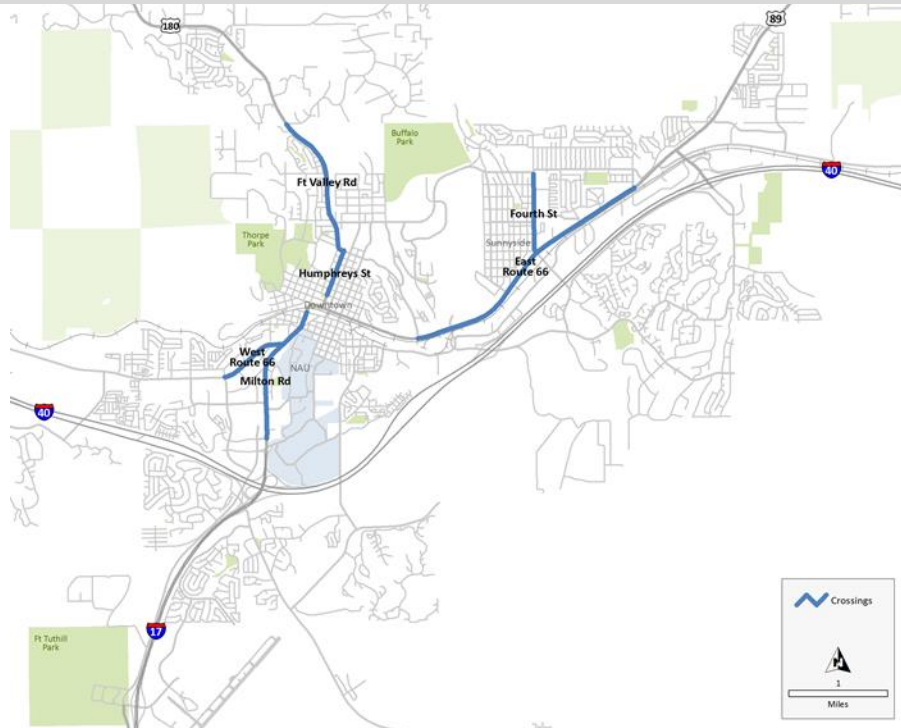 180
89
Buffalo
Park
40
Ft Valley Rd
Fourth St
Thorpe
Park
Sunnyside
East
Route 66
Humphreys St
Downtown
West
Route 66
NAU
Milton Rd
40
Crossings
17
Ft Tuthill
Park
1
Miles